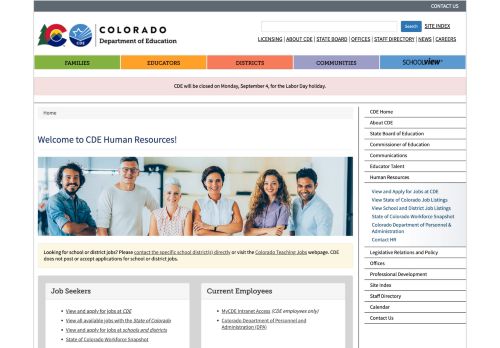 CONTACT US
COLORADO
Department of Education
CDE
Search
SITE INDEX
LICENSING | ABOUT CDE | STATE BOARD | OFFICES | STAFF DIRECTORY | NEWS | CAREERS
FAMILIES
EDUCATORS
DISTRICTS
COMMUNITIES
SCHOOLVIEW
CDE will be closed on Monday, September 4, for the Labor Day holiday.
Home
Welcome to CDE Human Resources!
Looking for school or district jobs? Please contact the specific school district(s) directly or visit the Colorado Teaching Jobs webpage. CDE
does not post or accept applications for school or district jobs.
Job Seekers
View and apply for jobs at CDE
View all available jobs with the State of Colorado
View and apply for jobs at schools and districts
State of Colorado Workforce Snapshot
Current Employees
MyCDE Intranet Access (CDE employees only)
Colorado Department of Personnel and
Administration (DPA)
CDE Home
About CDE
State Board of Education
Commissioner of Education
Communications
Educator Talent
Human Resources
View and Apply for Jobs at CDE
View State of Colorado Job Listings
View School and District Job Listings
State of Colorado Workforce Snapshot
Colorado Department of Personnel &
Administration
Contact HR
Legislative Relations and Policy
Offices
Professional Development
Site Index
Staff Directory
Calendar
Contact Us